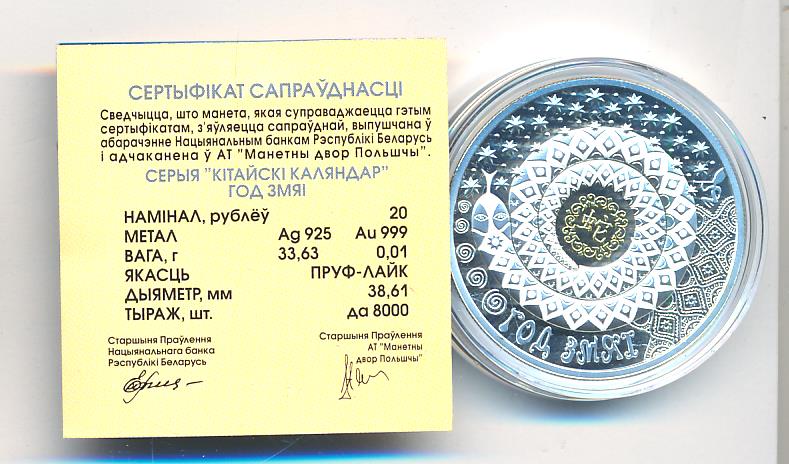 СЕРТЫФІКАТ САПРАЎДНАСЦІ
Сведчыцца, што манета, якая суправаджаецца гэтым
сертыфікатам, з'яўляецца сапраўднай, выпушчана ў
абарачэнне Нацыянальным банкам Рэспублікі Беларусь
і адчаканена ў АТ "Манетны двор Польшчы".
СЕРЫЯ "КІТАЙСКІ КАЛЯНДАР"
ГОД ЗМЯІ
НАМІНАЛ, рублёў 20
МЕТАЛ Ag 925 Au 999
ВАГА, г 33,63 0,01
ЯКАСЦЬ ПРУФ-ЛАЙК
ДЫЯМЕТР, мм 38,61
ТЫРАЖ, шт. да 8000
Старшыня Праўлення
Нацыянальнага банка
Рэспублікі Беларусь
Старшыня Праўлення
АТ "Манетны
двор Польшчы"
蛇
ГОД ЗМЯІ